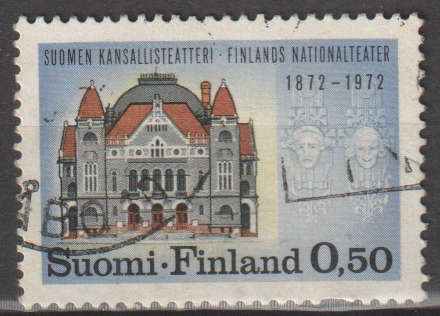 SUOMEN KANSALLISTEATTERI · FINLANDS NATIONALTEATER
1872-1972
Suomi · Finland 0,50